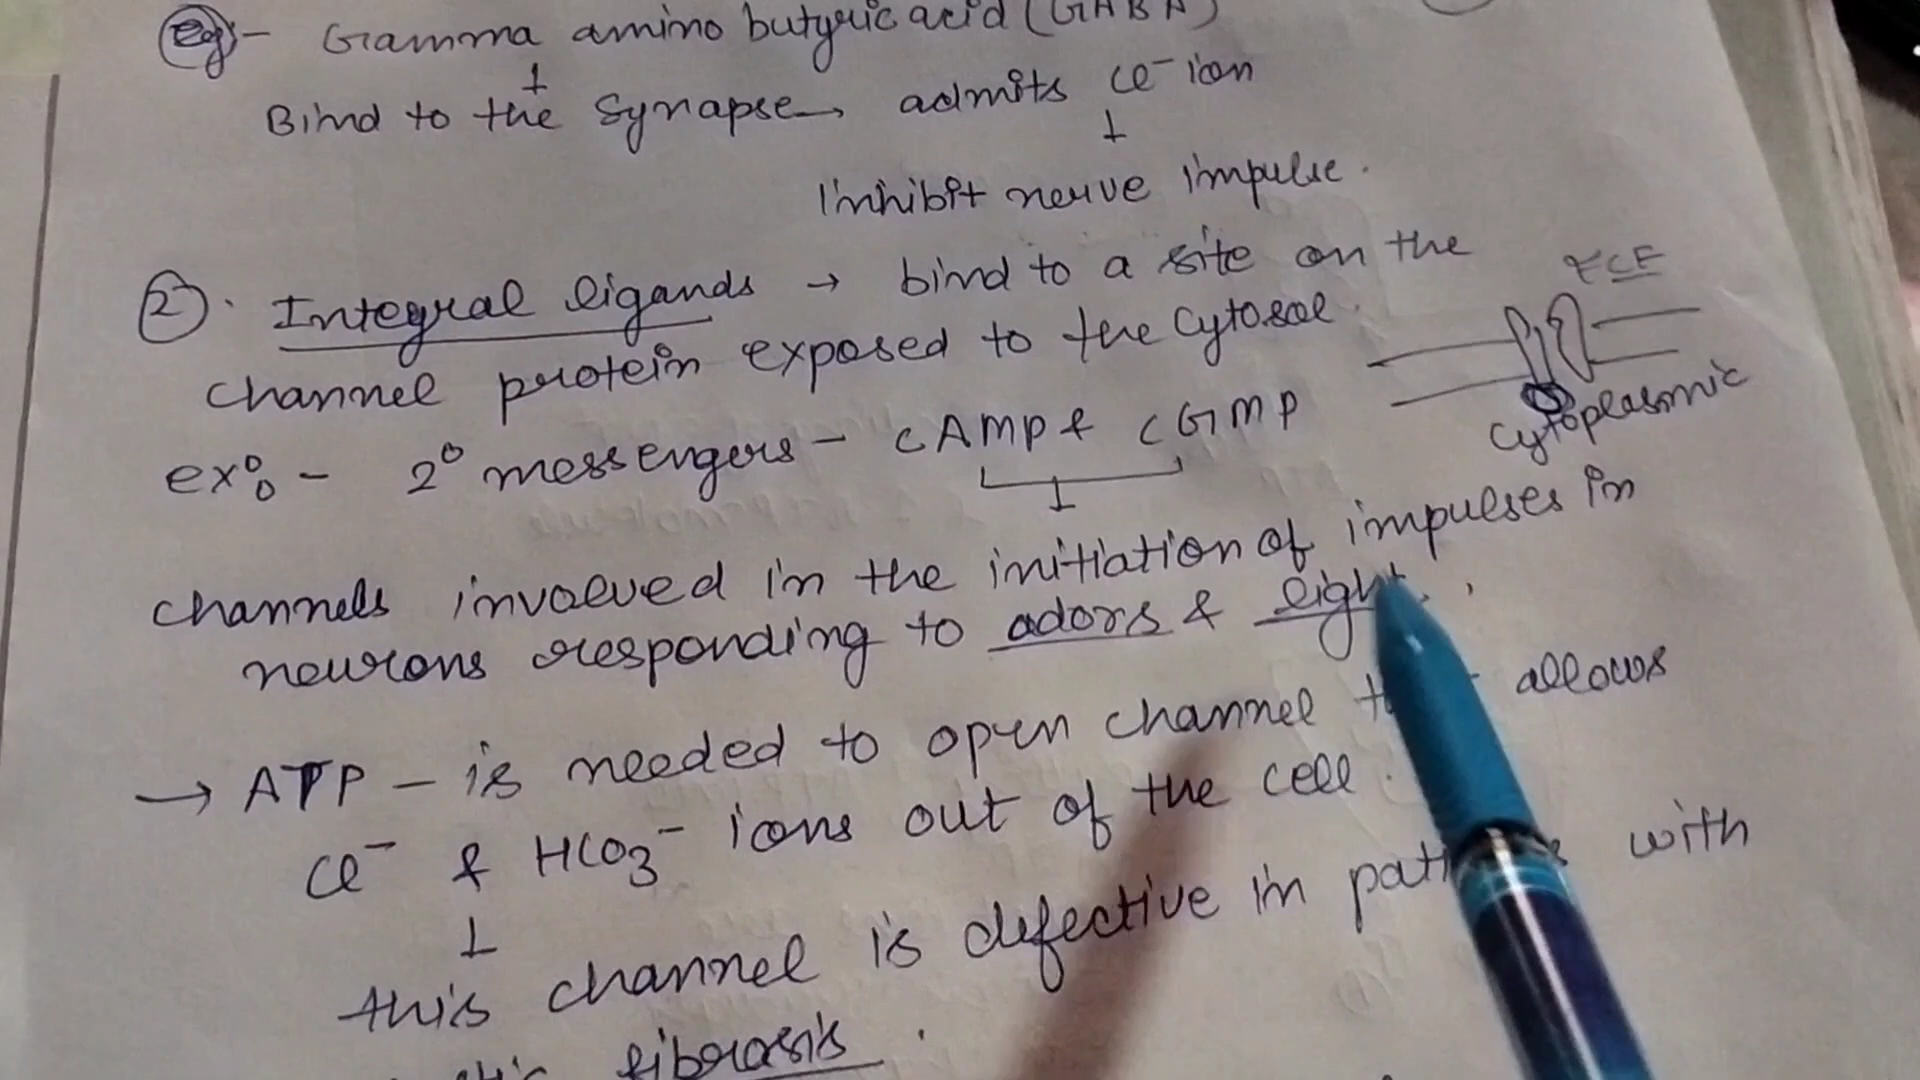 eg:- Gamma amino butyric acid (GABA)
Bind to the synapse → admits Cl⁻ ion
Inhibit nerve impulse.
② Integral ligands → bind to a site on the
channel protein exposed to the cytosol.
ECF
cytoplasmic
ex:- 2° messengers - cAMP & cGMP
channels involved in the initiation of impulses in
neurons responding to odors & light.
→ ATP - is needed to open channel allows
Cl⁻ & HCO3⁻ ions out of the cell.
this channel is defective in with
fibrosis.